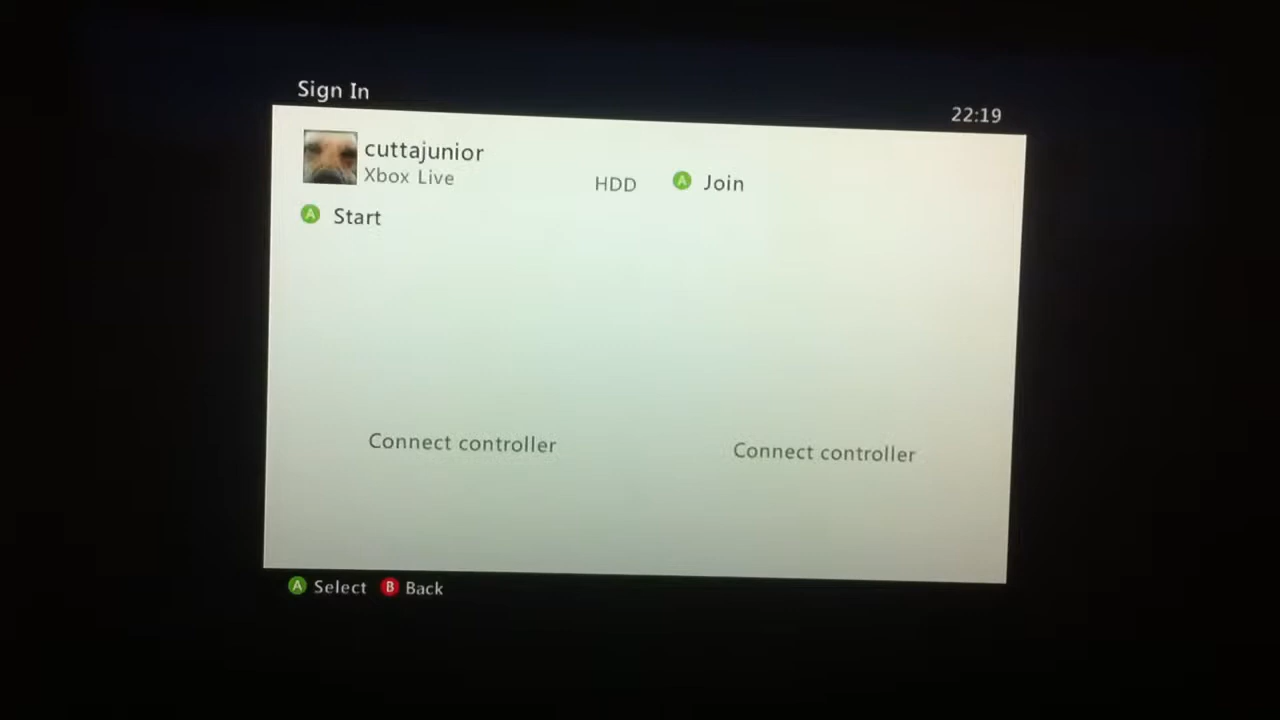 Sign In
22:19
cuttajunior
Xbox Live
HDD
A Join
A Start
Connect controller
Connect controller
A Select B Back